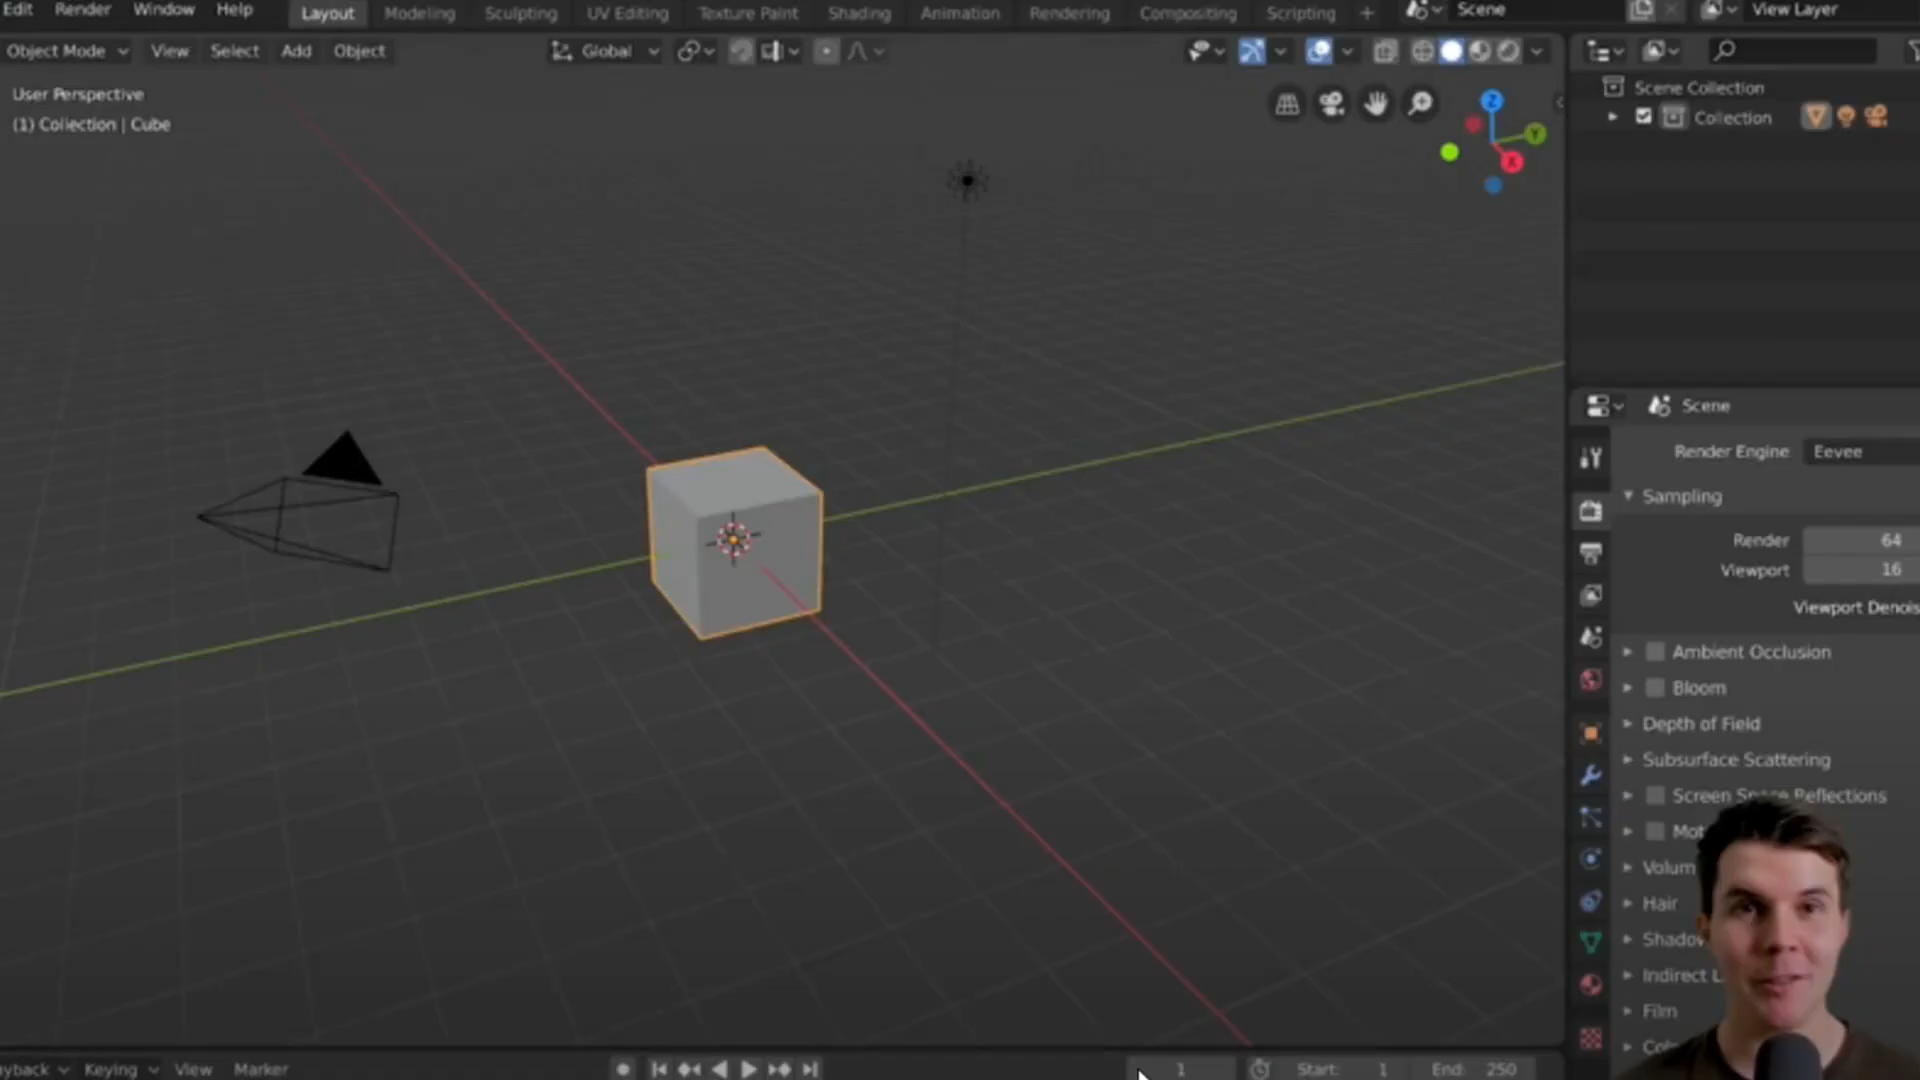 Edit Render Window Help Layout Modeling Sculpting UV Editing Texture Paint Shading Animation Rendering Compositing Scripting + Scene View Layer
Object Mode View Select Add Object Global
User Perspective
(1) Collection | Cube
Z
Y
X
Scene Collection
Collection
Scene
Render Engine Eevee
Sampling
Render 64
Viewport 16
Viewport Denois
Ambient Occlusion
Bloom
Depth of Field
Subsurface Scattering
Screen Space Reflections
Mot
Volum
Hair
Shadow
Indirect L
Film
Col
yback Keying View Marker 1 Start: 1 End: 250